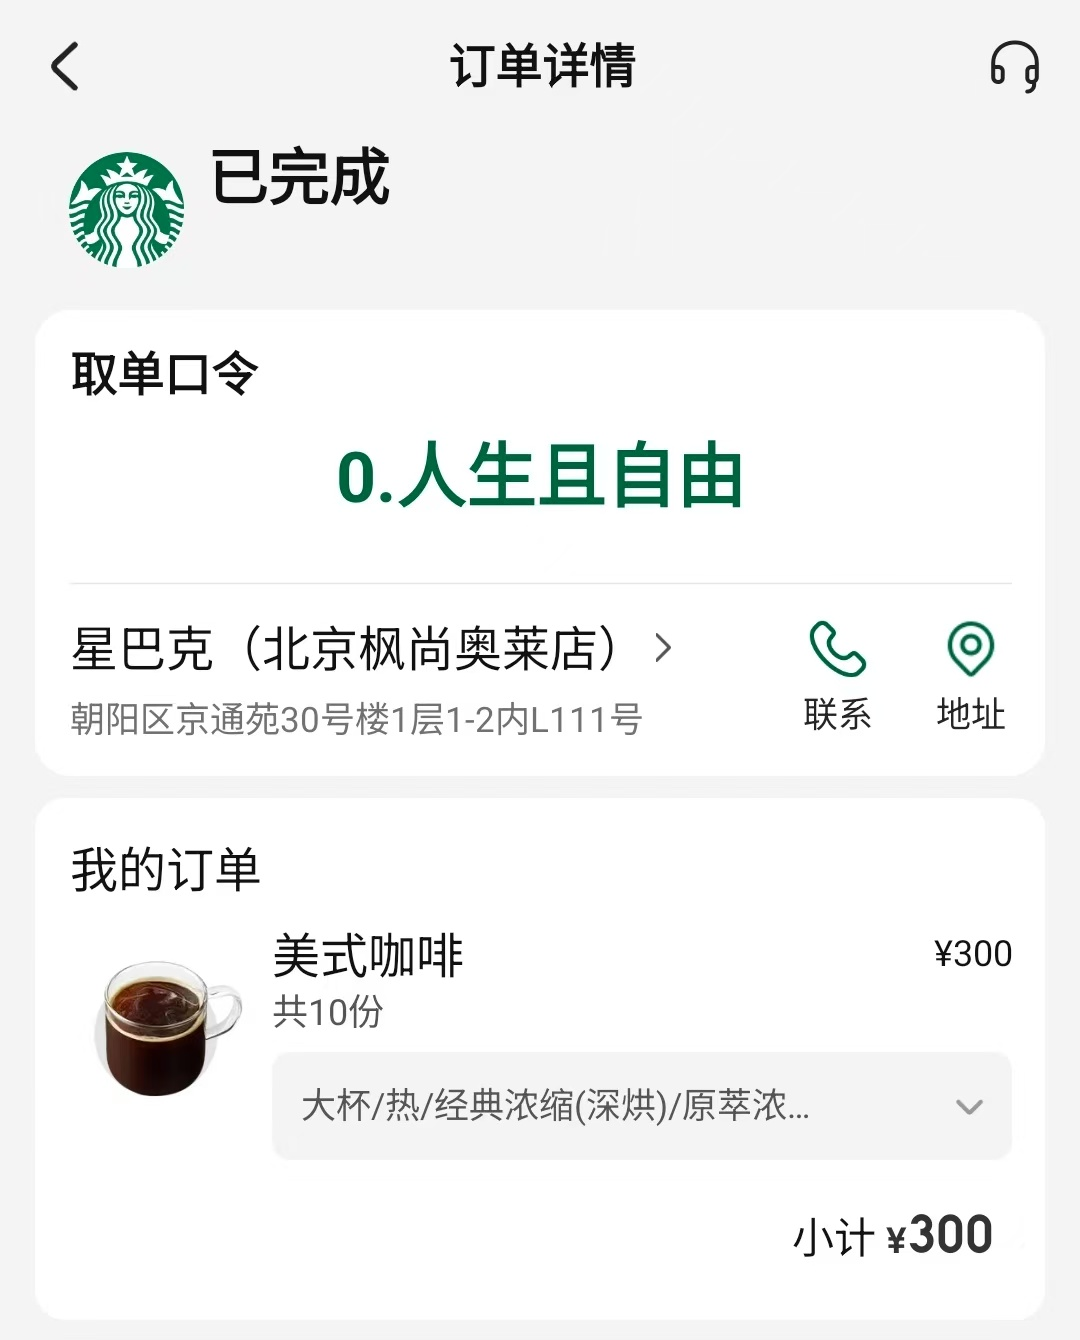 订单详情
已完成
取单口令
0.人生且自由
星巴克（北京枫尚奥莱店）
朝阳区京通苑30号楼1层1-2内L111号
联系
地址
我的订单
美式咖啡
¥300
共10份
大杯/热/经典浓缩(深烘)/原萃浓...
小计 ¥300